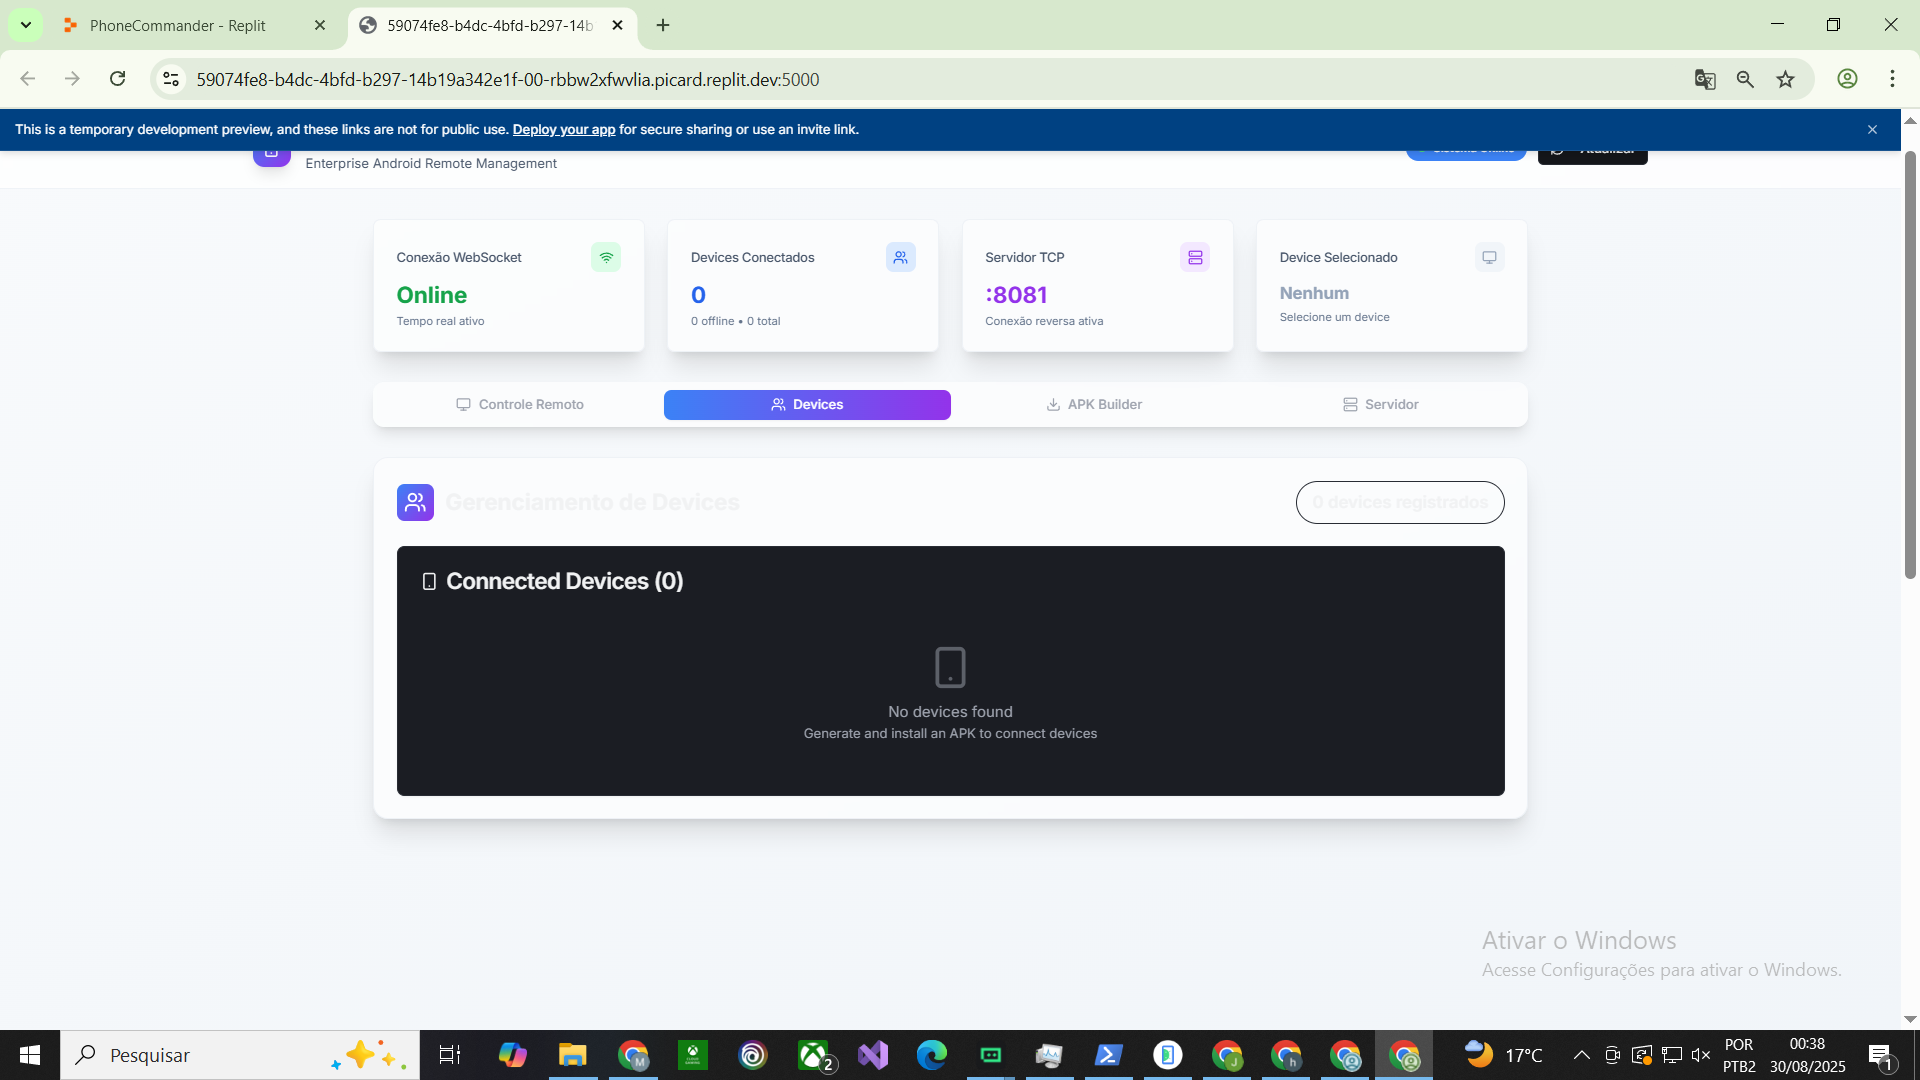 PhoneCommander - Replit
59074fe8-b4dc-4bfd-b297-14b
59074fe8-b4dc-4bfd-b297-14b19a342e1f-00-rbbw2xfwvlia.picard.replit.dev:5000
This is a temporary development preview, and these links are not for public use. Deploy your app for secure sharing or use an invite link.
Sistema Online
Atualizar
Enterprise Android Remote Management
Conexão WebSocket
Online
Tempo real ativo
Devices Conectados
0
0 offline • 0 total
Servidor TCP
:8081
Conexão reversa ativa
Device Selecionado
Nenhum
Selecione um device
Controle Remoto
Devices
APK Builder
Servidor
Gerenciamento de Devices
0 devices registrados
Connected Devices (0)
No devices found
Generate and install an APK to connect devices
Ativar o Windows
Acesse Configurações para ativar o Windows.
Pesquisar
2
M
J
h
17°C
POR
PTB2
00:38
30/08/2025
1